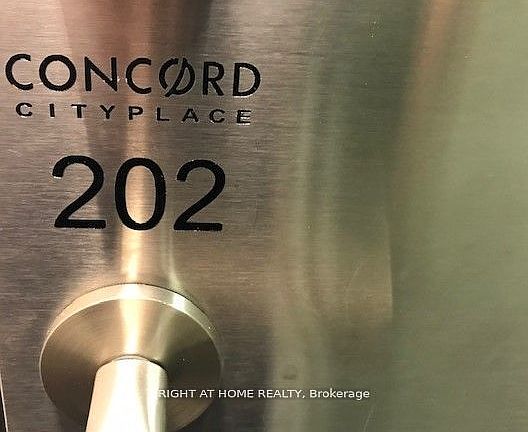 CONCORD
CITYPLACE
202
RIGHT AT HOME REALTY, Brokerage